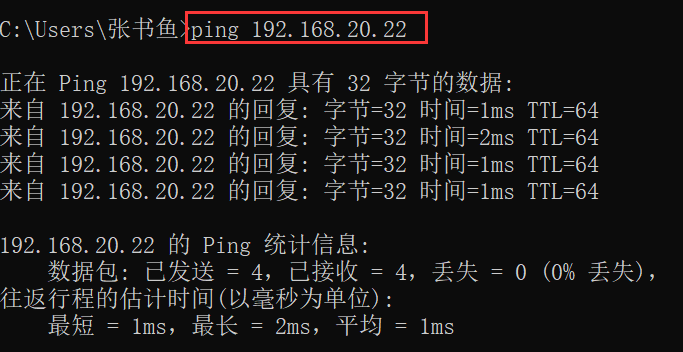 C:\Users\张书鱼>ping 192.168.20.22
正在 Ping 192.168.20.22 具有 32 字节的数据:
来自 192.168.20.22 的回复: 字节=32 时间=1ms TTL=64
来自 192.168.20.22 的回复: 字节=32 时间=2ms TTL=64
来自 192.168.20.22 的回复: 字节=32 时间=1ms TTL=64
来自 192.168.20.22 的回复: 字节=32 时间=1ms TTL=64
192.168.20.22 的 Ping 统计信息:
数据包: 已发送 = 4，已接收 = 4，丢失 = 0 (0% 丢失)，
往返行程的估计时间(以毫秒为单位):
最短 = 1ms，最长 = 2ms，平均 = 1ms